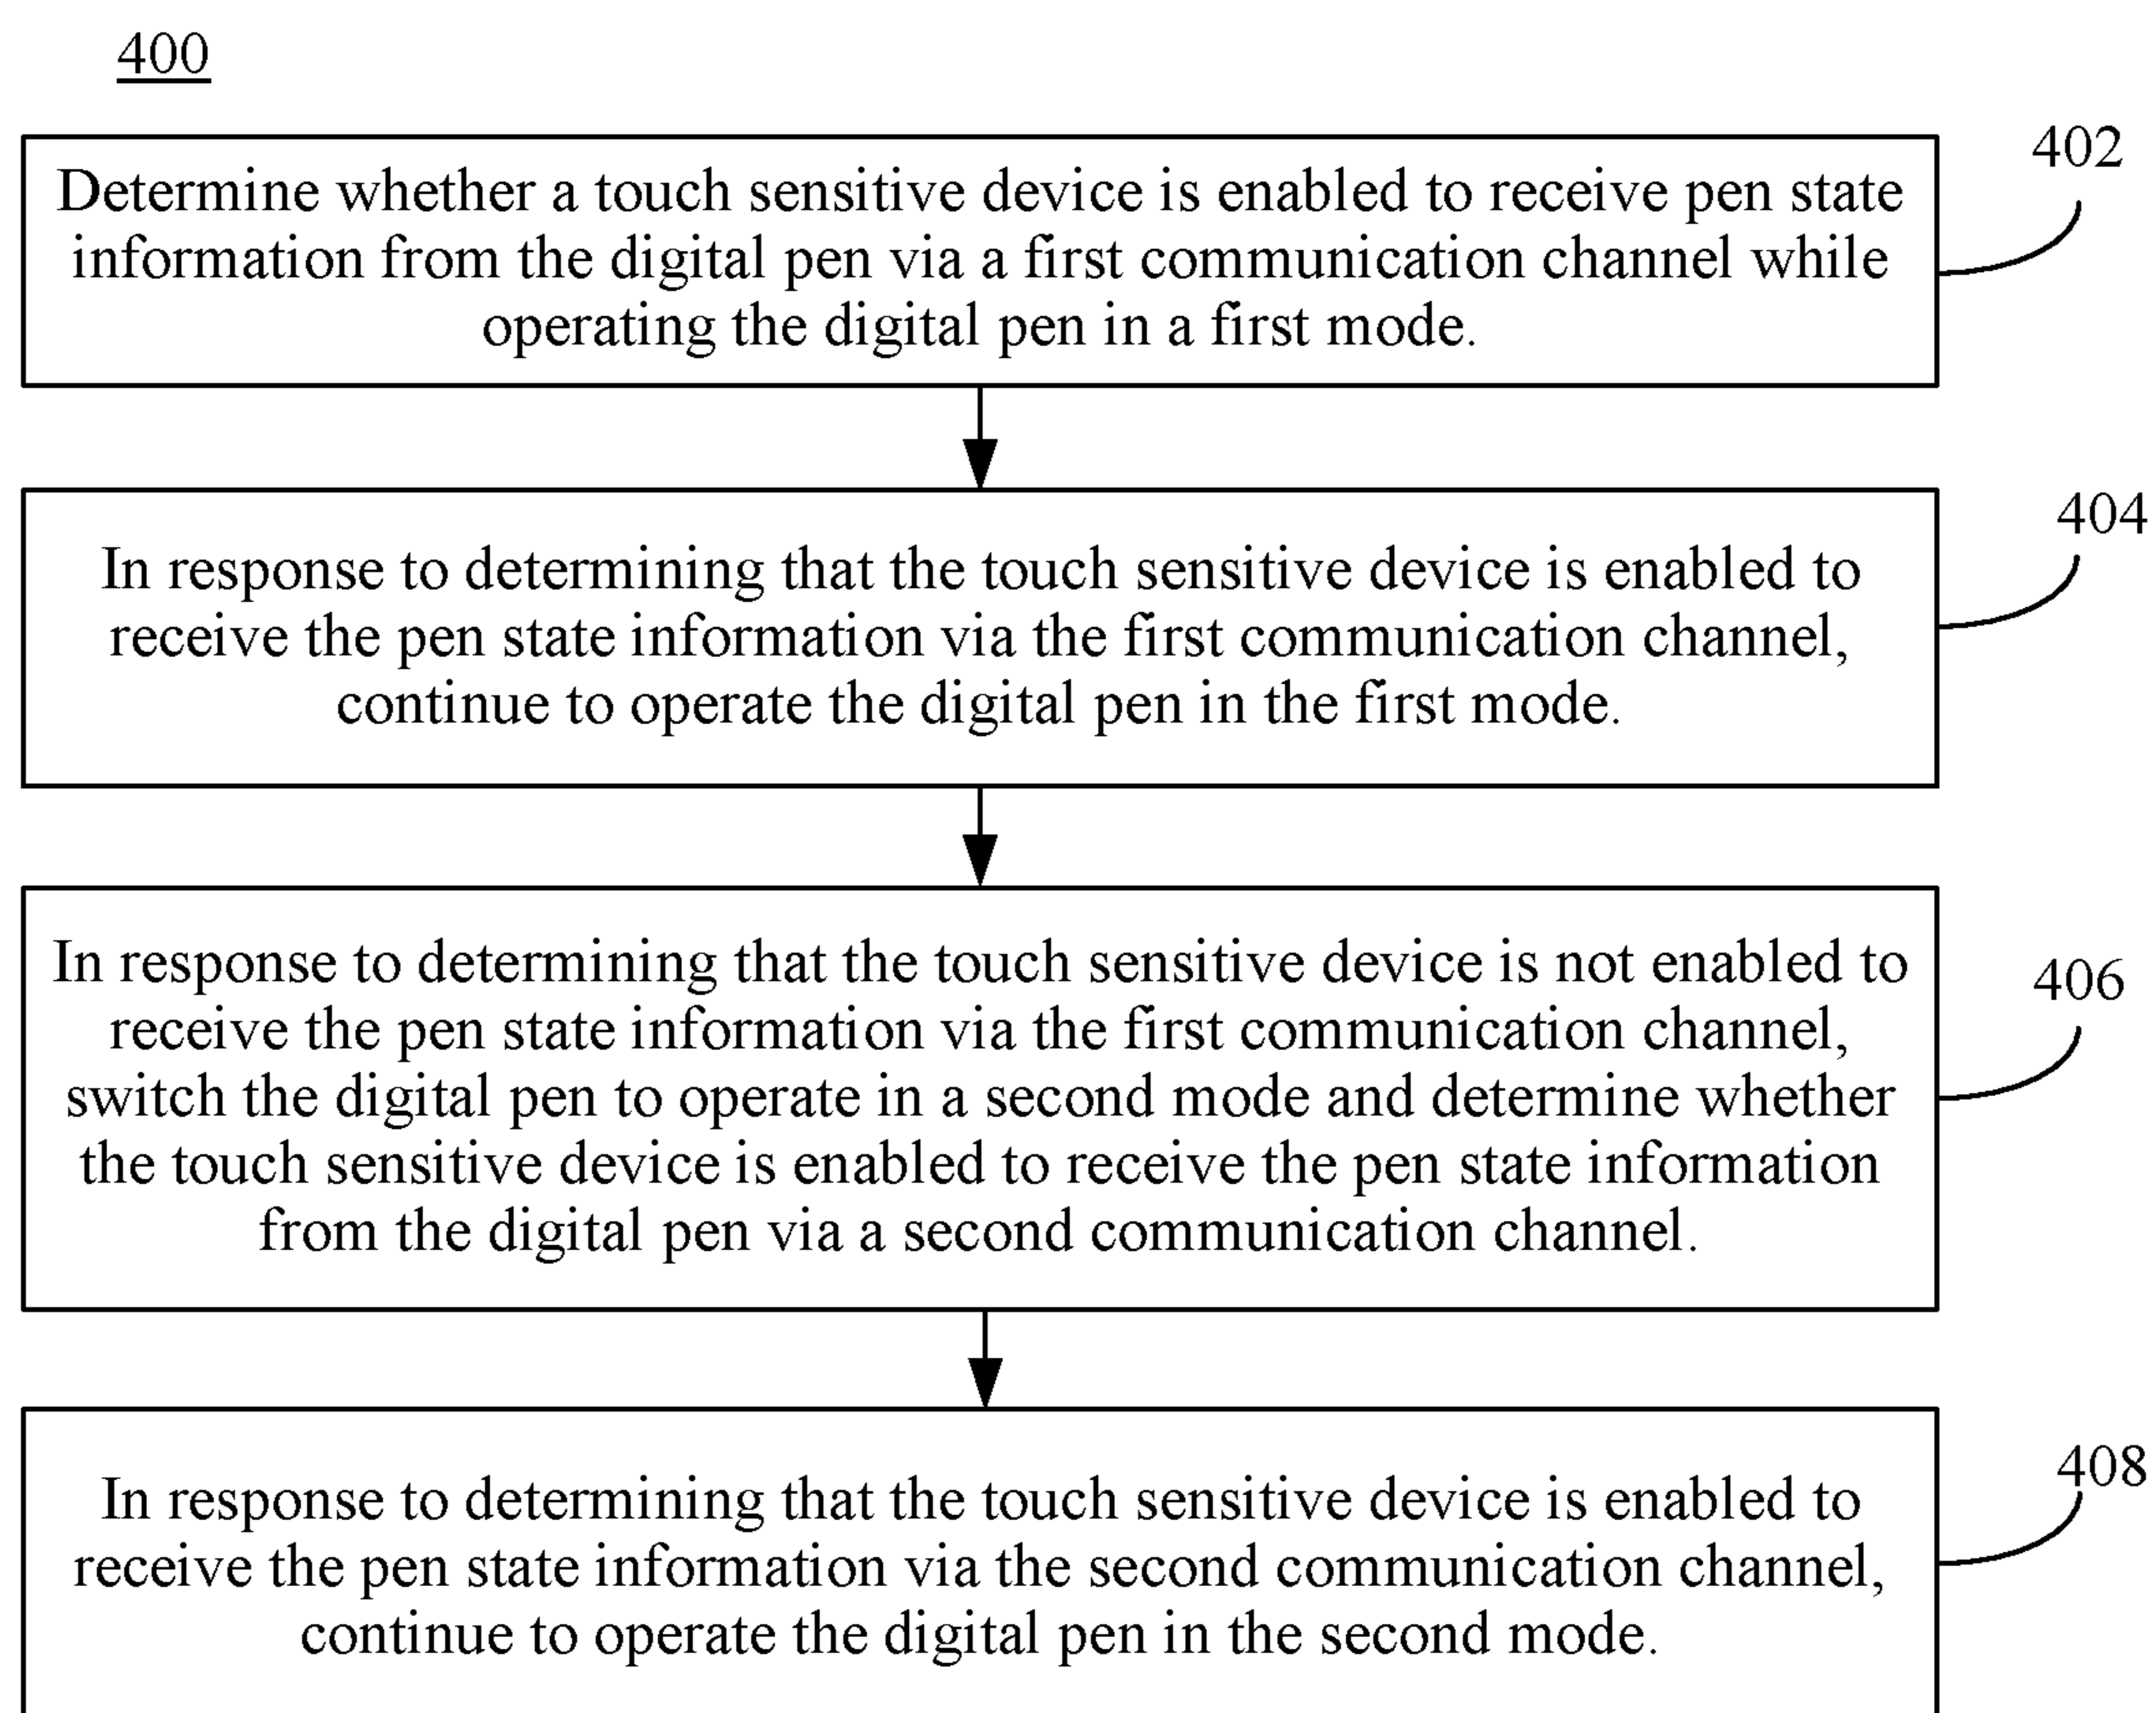 400
402
Determine whether a touch sensitive device is enabled to receive pen state
information from the digital pen via a first communication channel while
operating the digital pen in a first mode.
404
In response to determining that the touch sensitive device is enabled to
receive the pen state information via the first communication channel,
continue to operate the digital pen in the first mode.
406
In response to determining that the touch sensitive device is not enabled to
receive the pen state information via the first communication channel,
switch the digital pen to operate in a second mode and determine whether
the touch sensitive device is enabled to receive the pen state information
from the digital pen via a second communication channel.
408
In response to determining that the touch sensitive device is enabled to
receive the pen state information via the second communication channel,
continue to operate the digital pen in the second mode.